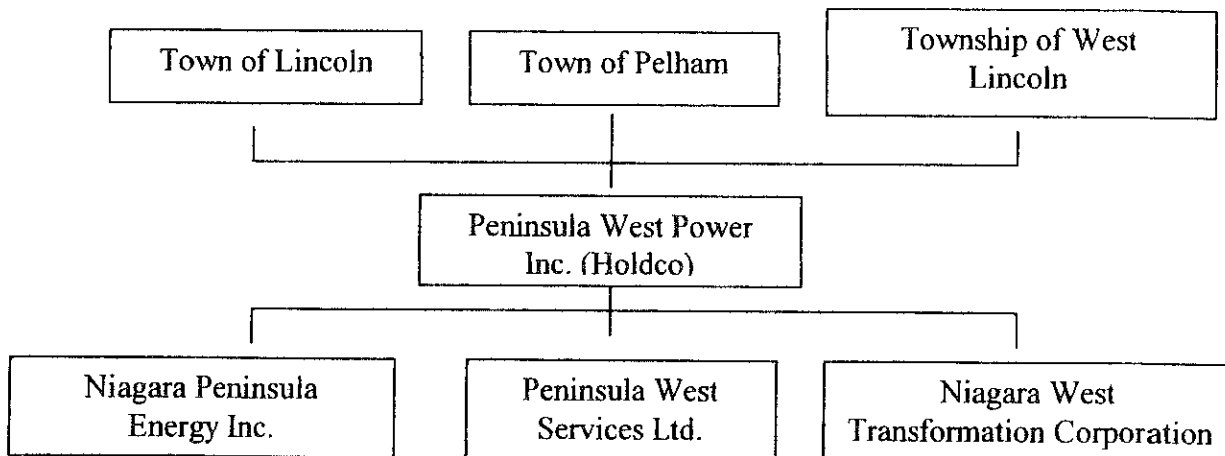 Town of Lincoln
Town of Pelham
Township of West
Lincoln
Peninsula West Power
Inc. (Holdco)
Niagara Peninsula
Energy Inc.
Peninsula West
Services Ltd.
Niagara West
Transformation Corporation